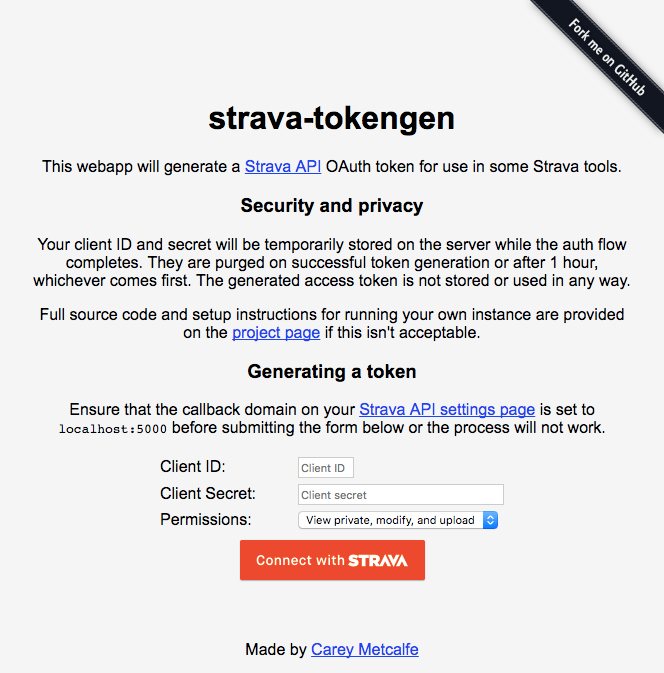 Fork me on GitHub
strava-tokengen
This webapp will generate a Strava API OAuth token for use in some Strava tools.
Security and privacy
Your client ID and secret will be temporarily stored on the server while the auth flow
completes. They are purged on successful token generation or after 1 hour,
whichever comes first. The generated access token is not stored or used in any way.
Full source code and setup instructions for running your own instance are provided
on the project page if this isn't acceptable.
Generating a token
Ensure that the callback domain on your Strava API settings page is set to
localhost:5000 before submitting the form below or the process will not work.
Client ID: Client ID
Client Secret: Client secret
Permissions: View private, modify, and upload
Connect with STRAVA
Made by Carey Metcalfe